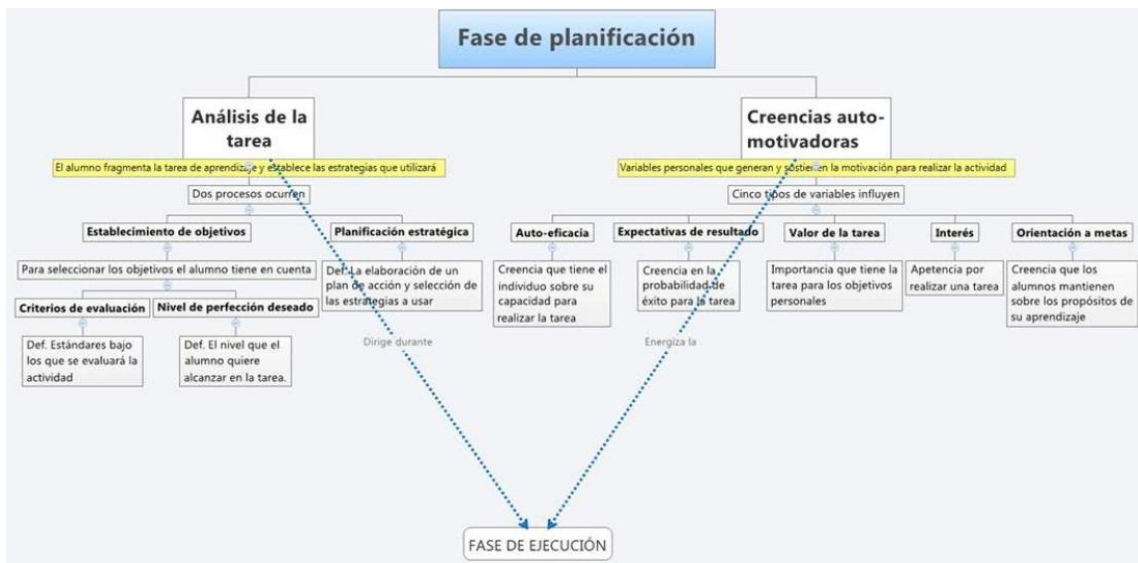 Fase de planificación
Análisis de la
tarea
El alumno fragmenta la tarea de aprendizaje y establece las estrategias que utilizará
Dos procesos ocurren
Establecimiento de objetivos
Para seleccionar los objetivos el alumno tiene en cuenta
Criterios de evaluación
Def. Estándares bajo
los que se evaluará la
actividad
Nivel de perfección deseado
Def. El nivel que el
alumno quiere
alcanzar en la tarea.
Planificación estratégica
Def. La elaboración de un
plan de acción y selección de
las estrategias a usar
Creencias auto-
motivadoras
Variables personales que generan y sostienen la motivación para realizar la actividad
Cinco tipos de variables influyen
Auto-eficacia
Creencia que tiene el
individuo sobre su
capacidad para
realizar la tarea
Expectativas de resultado
Creencia en la
probabilidad de
éxito para la tarea
Valor de la tarea
Importancia que tiene la
tarea para los objetivos
personales
Interés
Apetencia por
realizar una tarea
Orientación a metas
Creencia que los
alumnos mantienen
sobre los propósitos de
su aprendizaje
Dirige durante
Energiza la
FASE DE EJECUCIÓN